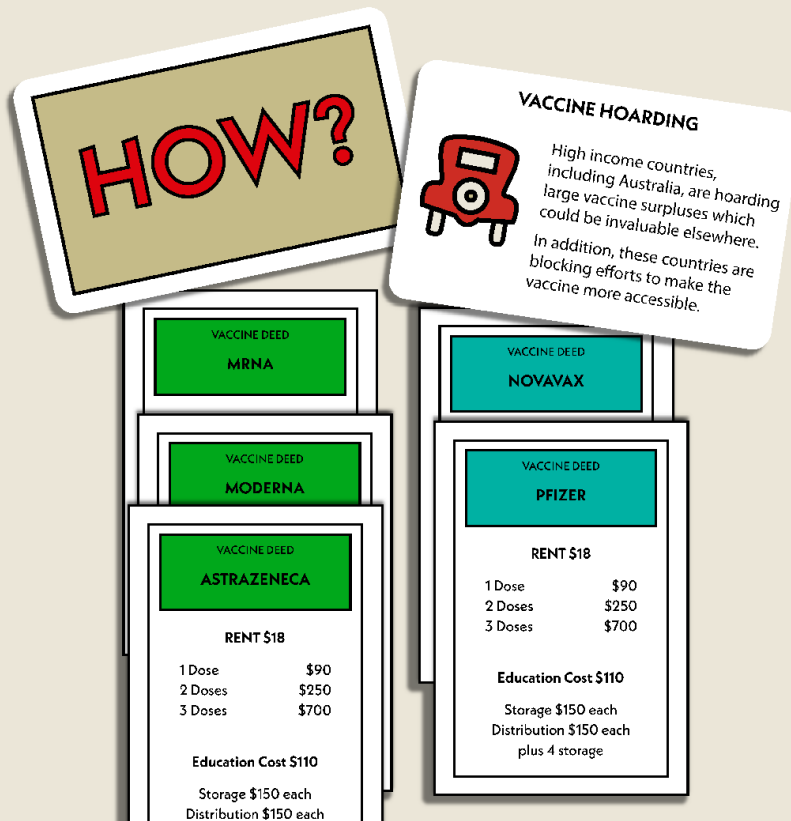 HOW?
VACCINE HOARDING
High income countries,
including Australia, are hoarding
large vaccine surpluses which
could be invaluable elsewhere.
In addition, these countries are
blocking efforts to make the
vaccine more accessible.
VACCINE DEED
MRNA
VACCINE DEED
MODERNA
VACCINE DEED
ASTRAZENECA
RENT $18
1 Dose $90
2 Doses $250
3 Doses $700
Education Cost $110
Storage $150 each
Distribution $150 each
VACCINE DEED
NOVAVAX
VACCINE DEED
PFIZER
RENT $18
1 Dose $90
2 Doses $250
3 Doses $700
Education Cost $110
Storage $150 each
Distribution $150 each
plus 4 storage